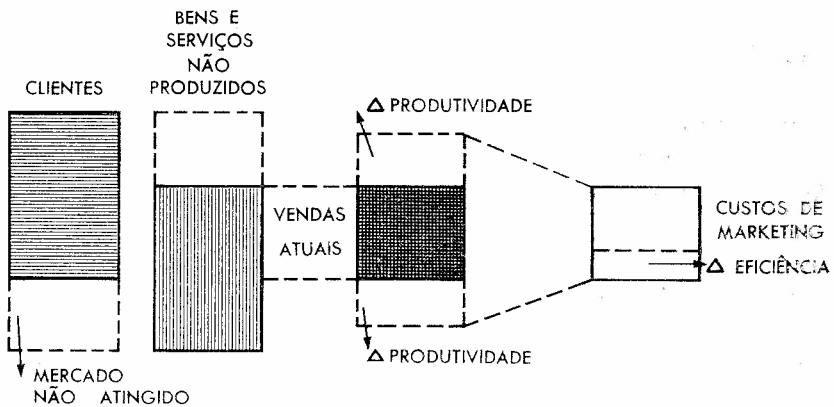 BENS E
SERVIÇOS
NÃO
PRODUZIDOS
CLIENTES
Δ PRODUTIVIDADE
VENDAS
ATUAIS
CUSTOS DE
MARKETING
Δ EFICIÊNCIA
Δ PRODUTIVIDADE
MERCADO
NÃO ATINGIDO